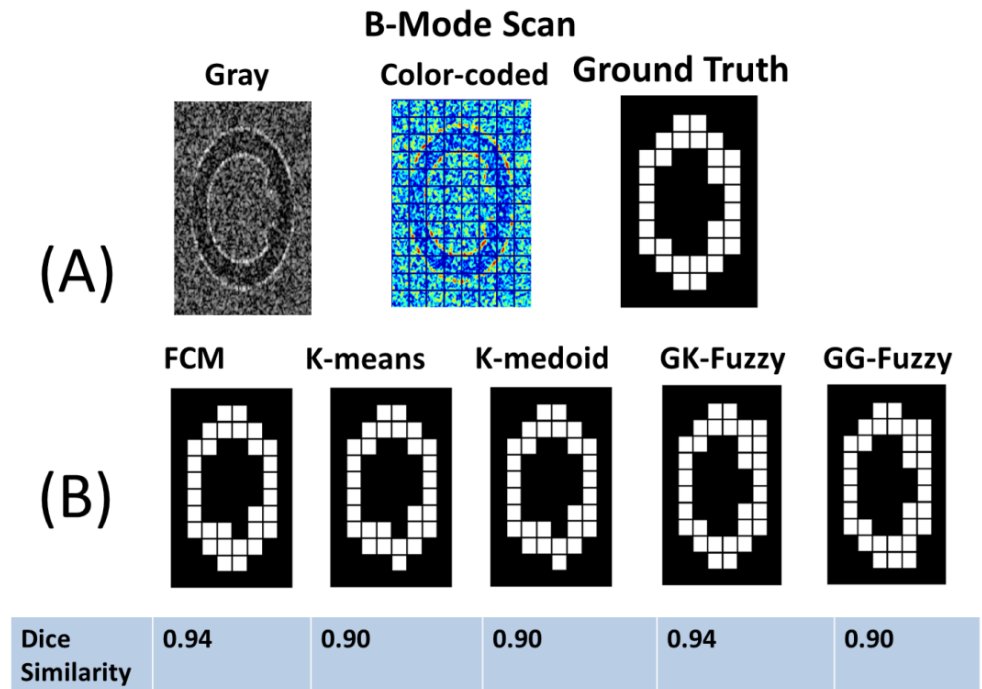 B-Mode Scan
Gray Color-coded Ground Truth
(A)
FCM K-means K-medoid GK-Fuzzy GG-Fuzzy
(B)
Dice Similarity 0.94 0.90 0.90 0.94 0.90